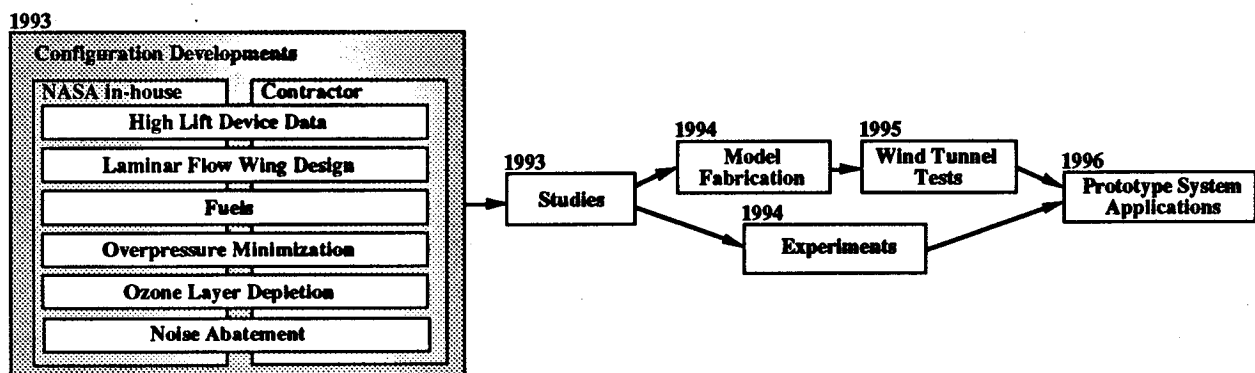 1993
Configuration Developments
NASA in-house
Contractor
High Lift Device Data
Laminar Flow Wing Design
Fuels
Overpressure Minimization
Ozone Layer Depletion
Noise Abatement
1993
Studies
1994
Model
Fabrication
1995
Wind Tunnel
Tests
1994
Experiments
1996
Prototype System
Applications